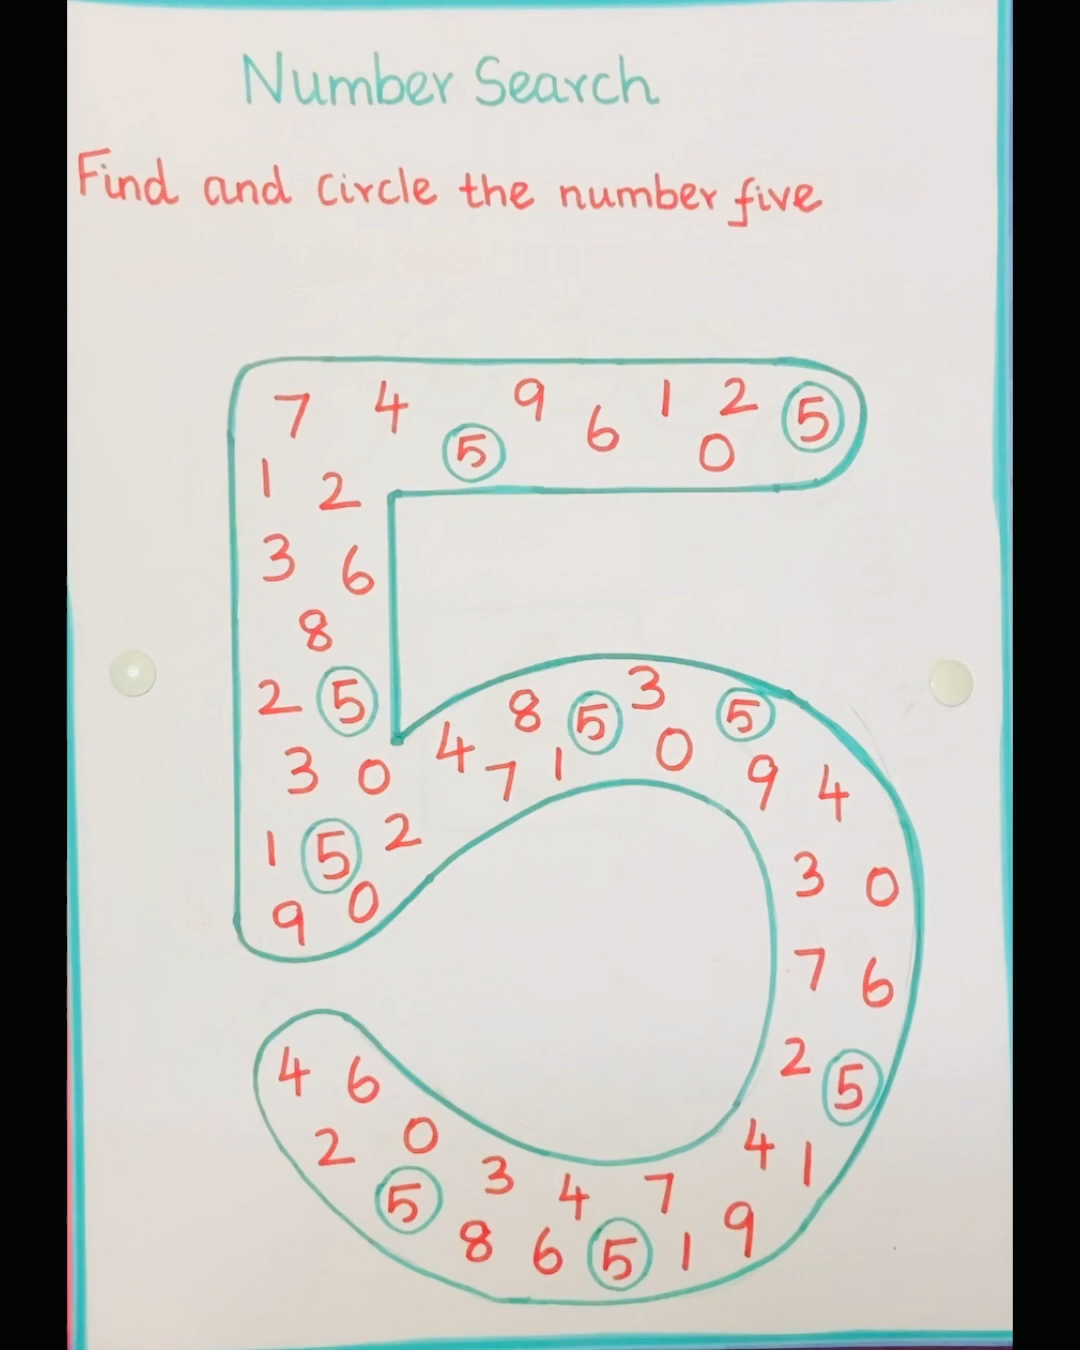 Number Search
Find and circle the number five
7 4 9 6 1 2 5
5 0
1 2
3 6
8
2 5
3 0
1 5 2
9 0
4 8 5 3 5
7 1 0 9 4
3 0
7 6
2 5
4 1
4 6
2 0
5 3 4 7
8 6 5 1 9